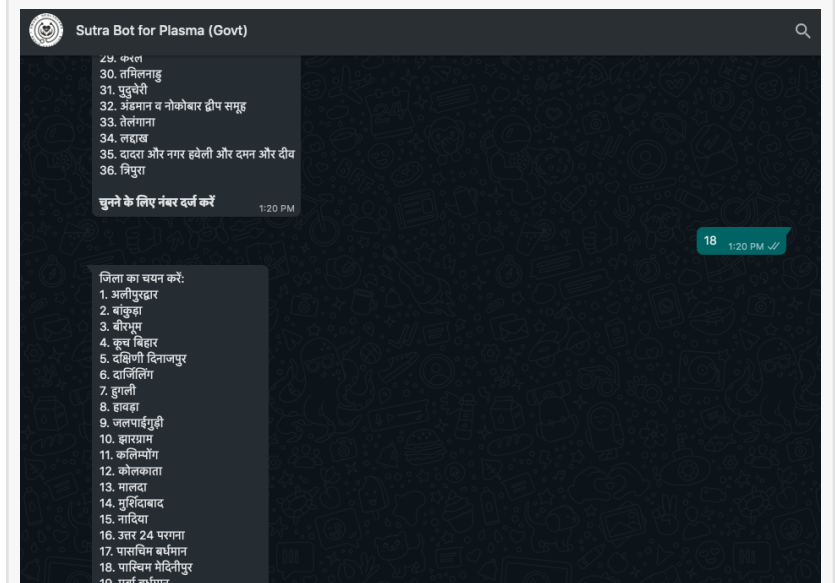 Sutra Bot for Plasma (Govt)
29. करल
30. तमिलनाडु
31. पुदुचेरी
32. अंडमान व नोकोबार द्वीप समूह
33. तेलंगाना
34. लद्दाख
35. दादरा और नगर हवेली और दमन और दीव
36. त्रिपुरा
चुनने के लिए नंबर दर्ज करें
1:20 PM
18 1:20 PM
जिला का चयन करें:
1. अलीपुरद्वार
2. बांकुड़ा
3. बीरभूम
4. कूच बिहार
5. दक्षिणी दिनाजपुर
6. दार्जिलिंग
7. हुगली
8. हावड़ा
9. जलपाईगुड़ी
10. झारग्राम
11. कलिम्पोंग
12. कोलकाता
13. मालदा
14. मुर्शिदाबाद
15. नादिया
16. उत्तर 24 परगना
17. पासचिम बर्धमान
18. पास्चिम मेदिनीपुर